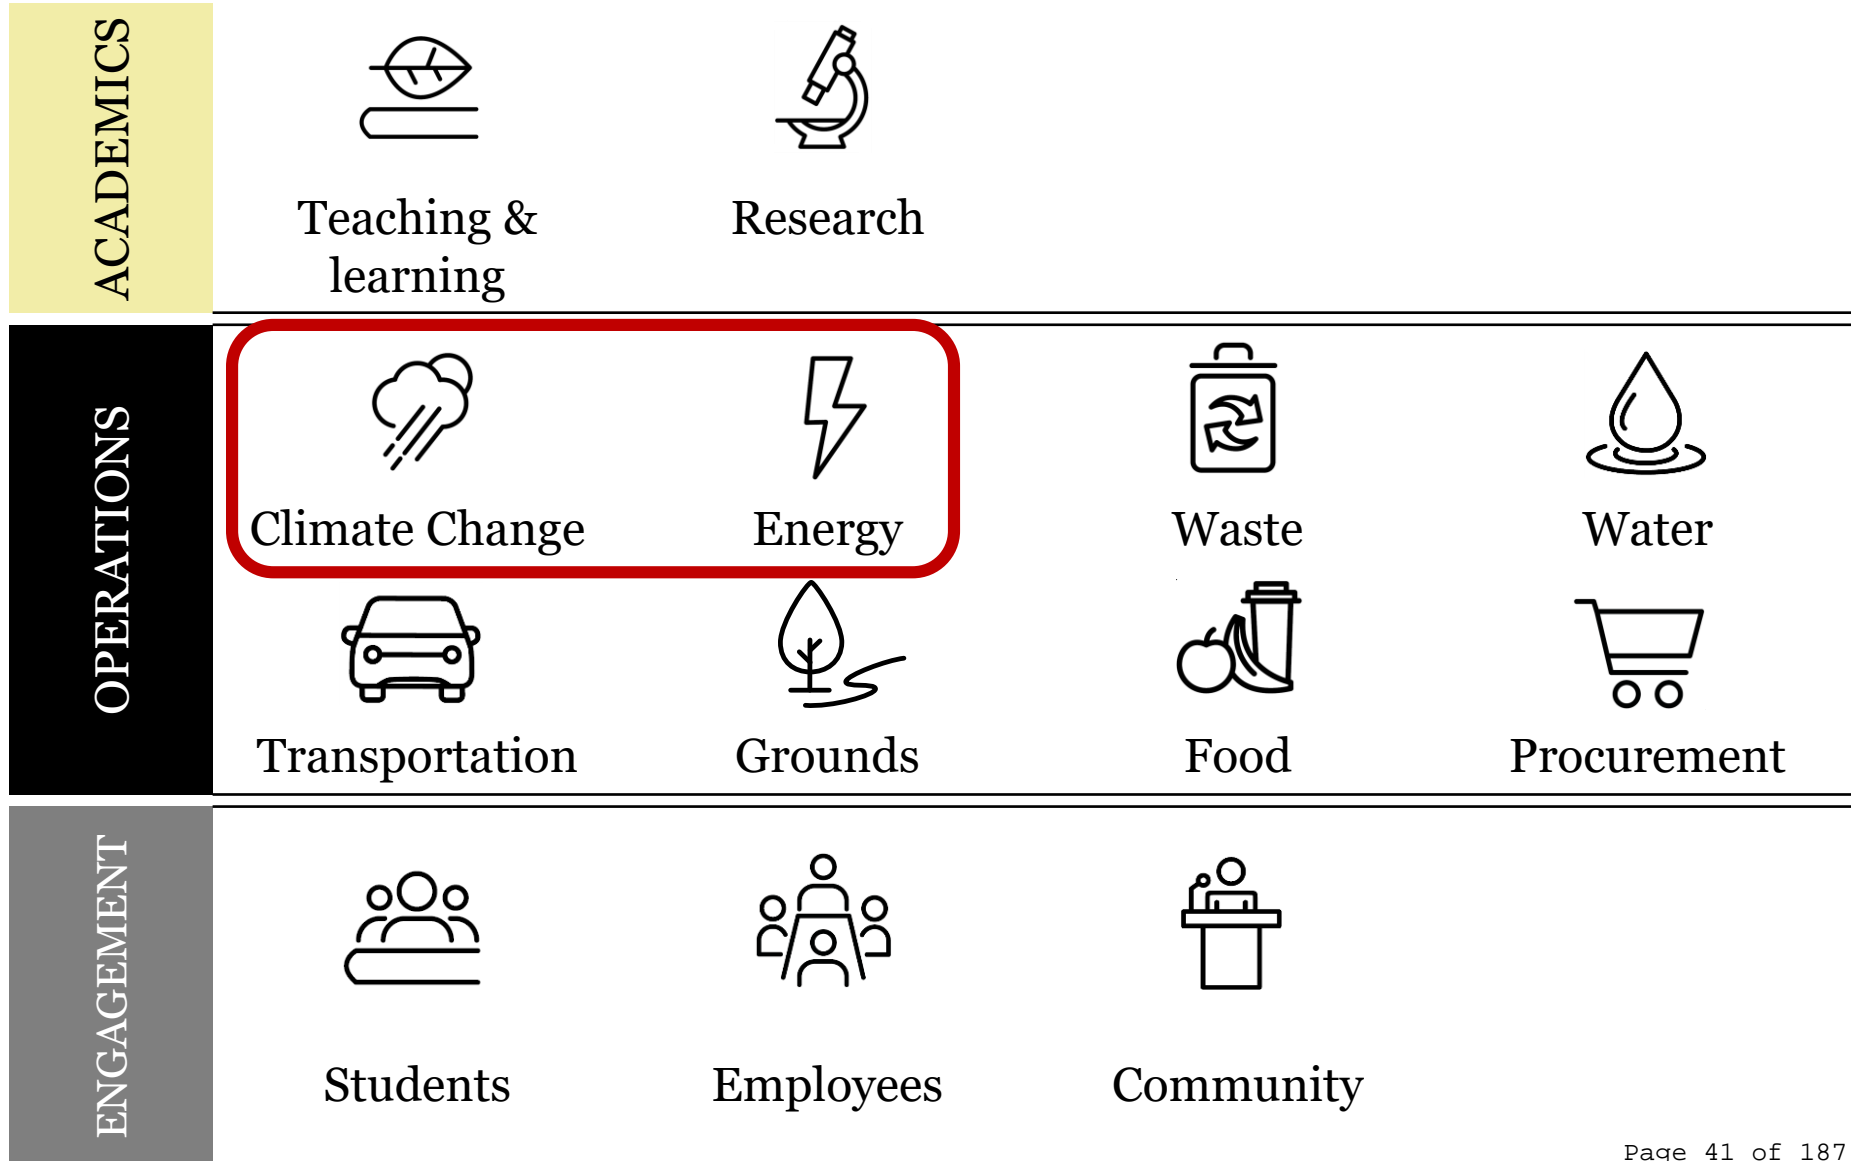 ACADEMICS
Teaching &
learning
Research
OPERATIONS
Climate Change
Energy
Waste
Water
Transportation
Grounds
Food
Procurement
ENGAGEMENT
Students
Employees
Community
Page 41 of 187